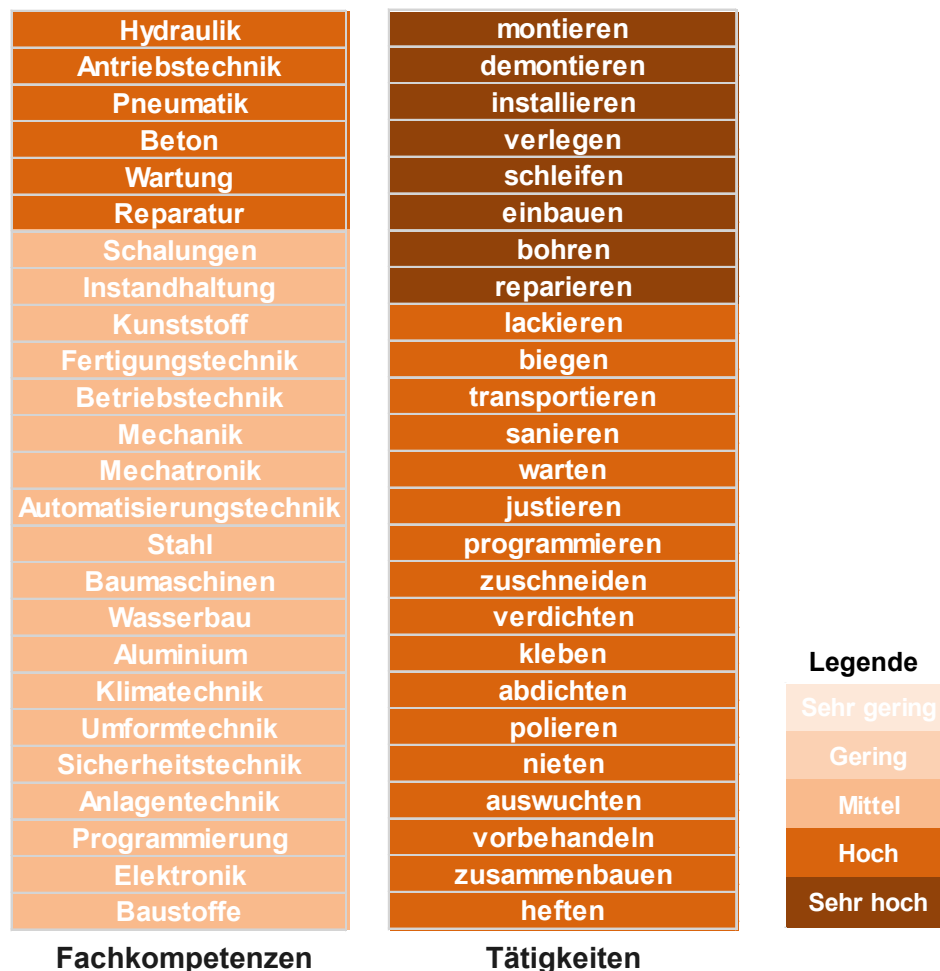 Hydraulik
Antriebstechnik
Pneumatik
Beton
Wartung
Reparatur
Schalungen
Instandhaltung
Kunststoff
Fertigungstechnik
Betriebstechnik
Mechanik
Mechatronik
Automatisierungstechnik
Stahl
Baumaschinen
Wasserbau
Aluminium
Klimatechnik
Umformtechnik
Sicherheitstechnik
Anlagentechnik
Programmierung
Elektronik
Baustoffe
Fachkompetenzen
montieren
demontieren
installieren
verlegen
schleifen
einbauen
bohren
reparieren
lackieren
biegen
transportieren
sanieren
warten
justieren
programmieren
zuschneiden
verdichten
kleben
abdichten
polieren
nieten
auswuchten
vorbehandeln
zusammenbauen
heften
Tätigkeiten
Legende
Sehr gering
Gering
Mittel
Hoch
Sehr hoch